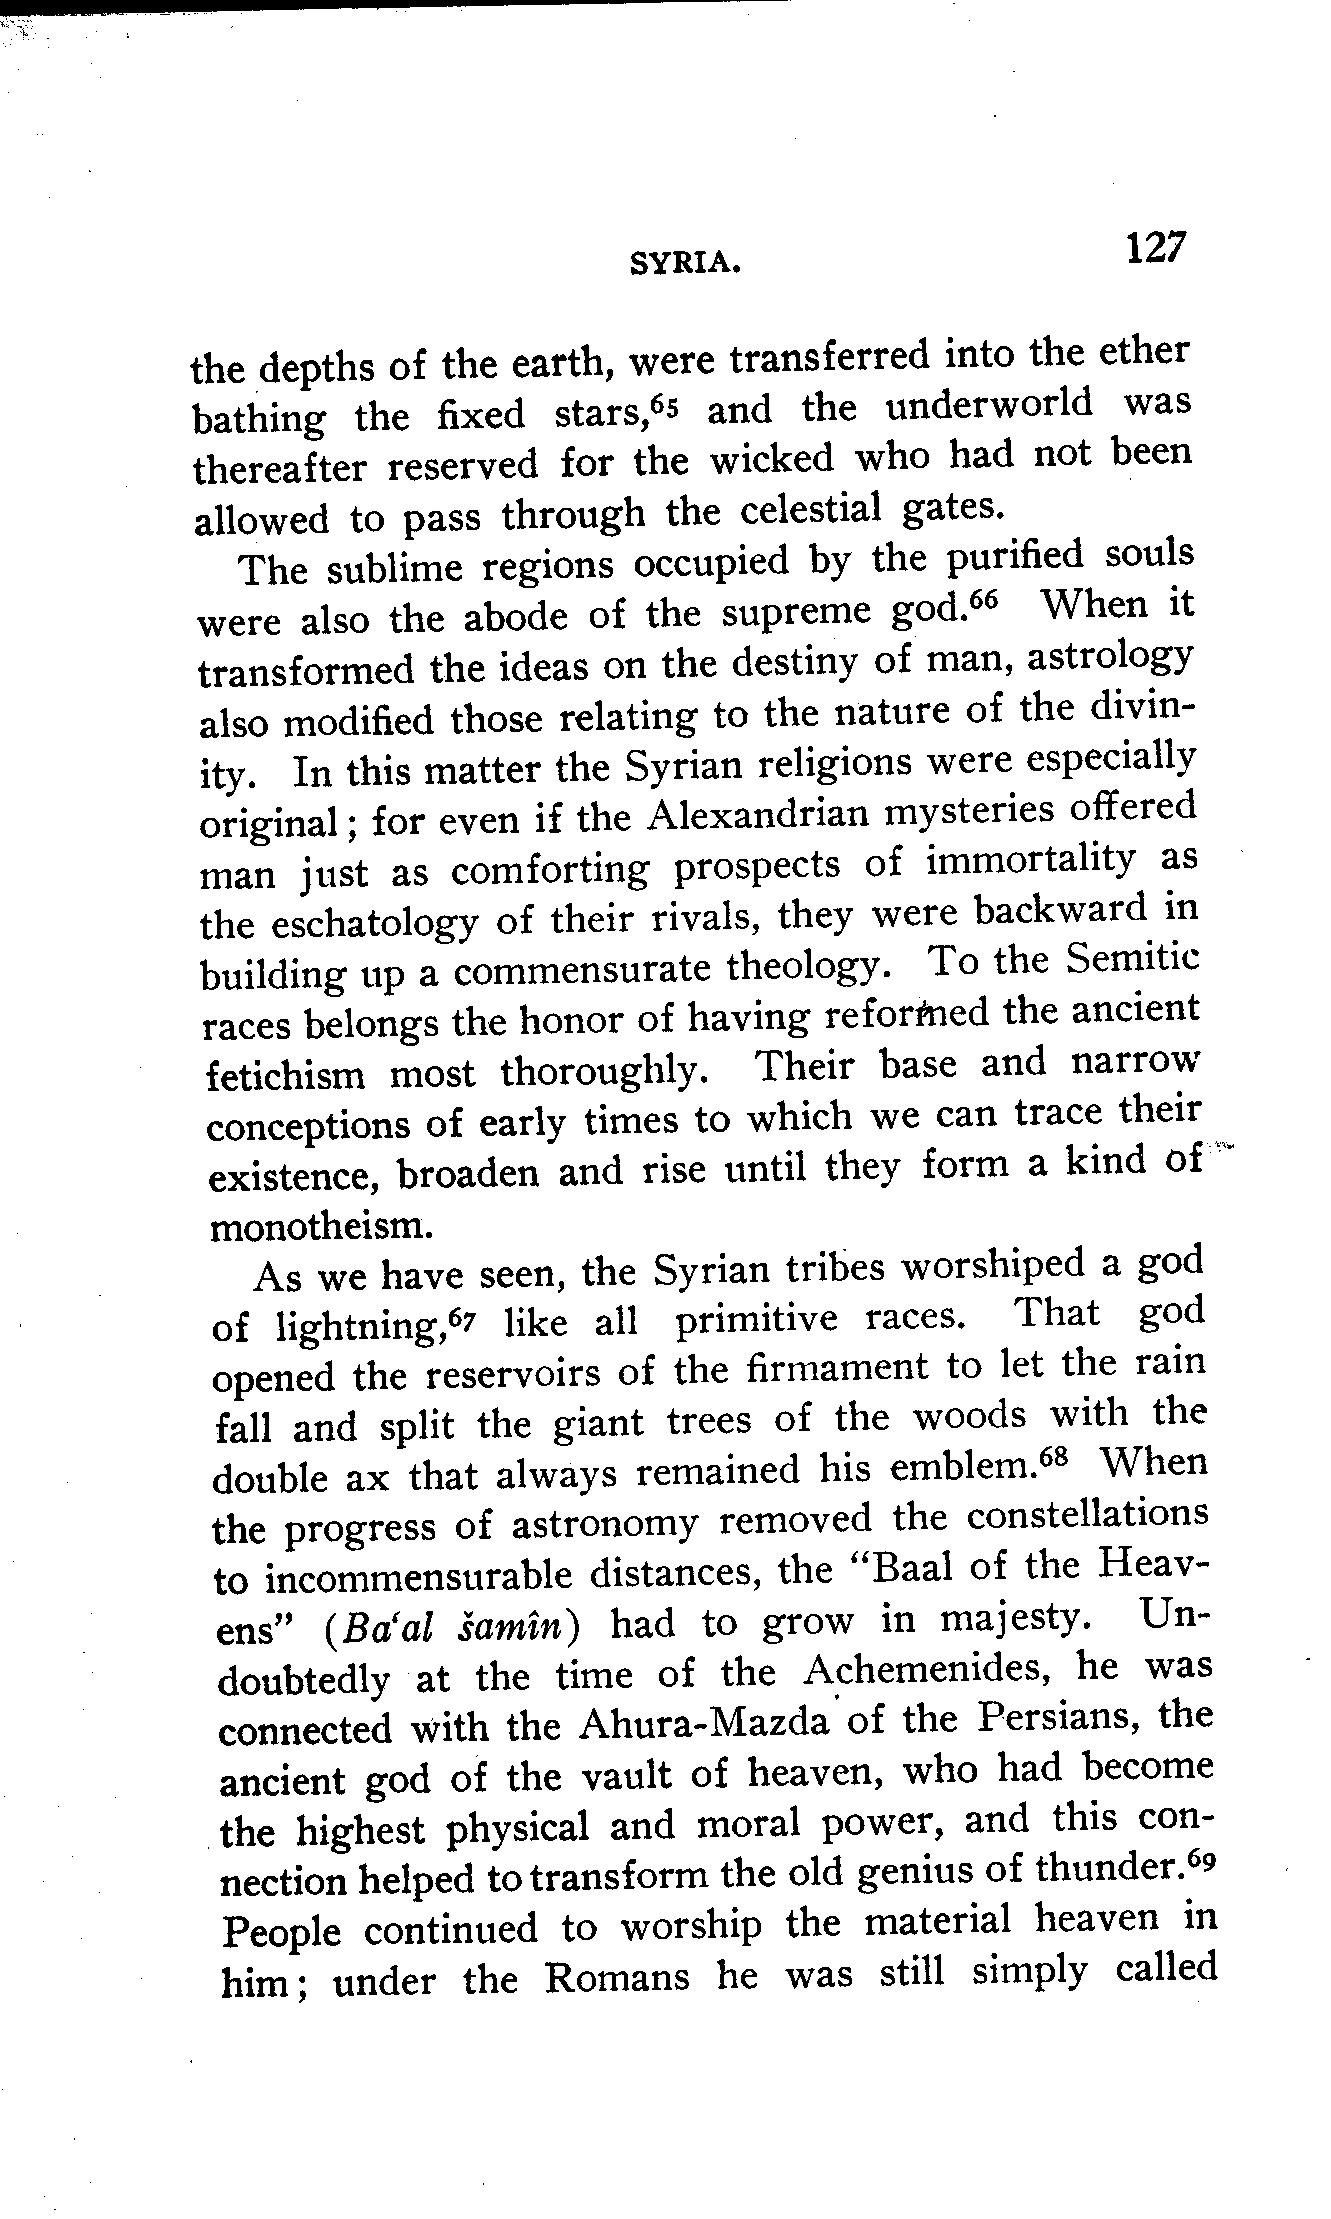 SYRIA. 127
the depths of the earth, were transferred into the ether
bathing the fixed stars,⁶⁵ and the underworld was
thereafter reserved for the wicked who had not been
allowed to pass through the celestial gates.
The sublime regions occupied by the purified souls
were also the abode of the supreme god.⁶⁶ When it
transformed the ideas on the destiny of man, astrology
also modified those relating to the nature of the divin-
ity. In this matter the Syrian religions were especially
original; for even if the Alexandrian mysteries offered
man just as comforting prospects of immortality as
the eschatology of their rivals, they were backward in
building up a commensurate theology. To the Semitic
races belongs the honor of having reformed the ancient
fetichism most thoroughly. Their base and narrow
conceptions of early times to which we can trace their
existence, broaden and rise until they form a kind of
monotheism.
As we have seen, the Syrian tribes worshiped a god
of lightning,⁶⁷ like all primitive races. That god
opened the reservoirs of the firmament to let the rain
fall and split the giant trees of the woods with the
double ax that always remained his emblem.⁶⁸ When
the progress of astronomy removed the constellations
to incommensurable distances, the "Baal of the Heav-
ens" (Ba‘al šamîn) had to grow in majesty. Un-
doubtedly at the time of the Achemenides, he was
connected with the Ahura-Mazda of the Persians, the
ancient god of the vault of heaven, who had become
the highest physical and moral power, and this con-
nection helped to transform the old genius of thunder.⁶⁹
People continued to worship the material heaven in
him; under the Romans he was still simply called